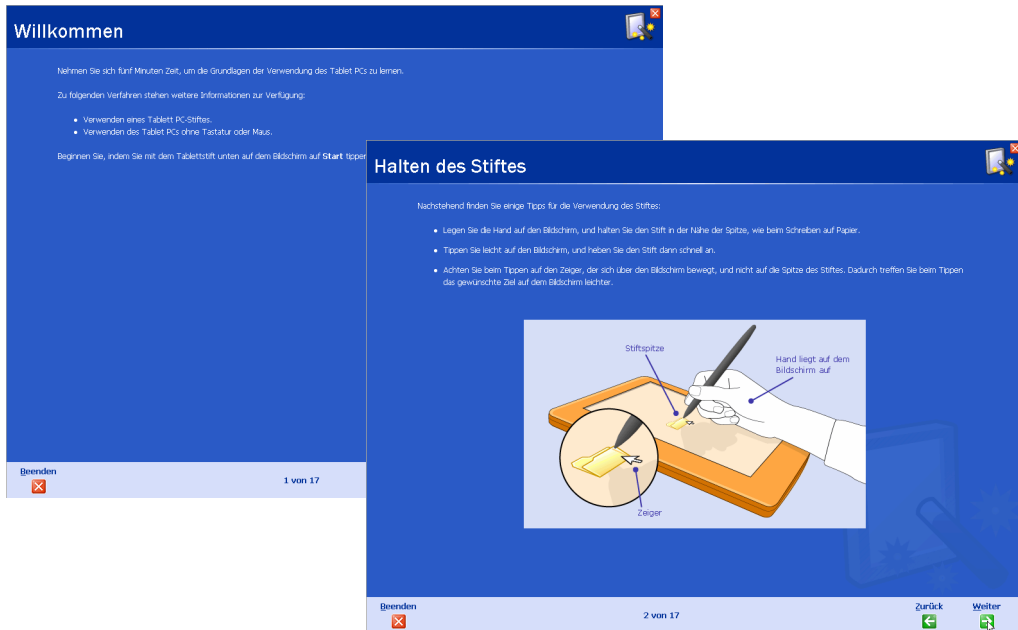 Willkommen
Nehmen Sie sich fünf Minuten Zeit, um die Grundlagen der Verwendung des Tablet PCs zu lernen.
Zu folgenden Verfahren stehen weitere Informationen zur Verfügung:
• Verwenden eines Tablett PC-Stiftes.
• Verwenden des Tablet PCs ohne Tastatur oder Maus.
Beginnen Sie, indem Sie mit dem Tablettstift unten auf dem Bildschirm auf Start tippen
Beenden
1 von 17
Halten des Stiftes
Nachstehend finden Sie einige Tipps für die Verwendung des Stiftes:
• Legen Sie die Hand auf den Bildschirm, und halten Sie den Stift in der Nähe der Spitze, wie beim Schreiben auf Papier.
• Tippen Sie leicht auf den Bildschirm, und heben Sie den Stift dann schnell an.
• Achten Sie beim Tippen auf den Zeiger, der sich über den Bildschirm bewegt, und nicht auf die Spitze des Stiftes. Dadurch treffen Sie beim Tippen
das gewünschte Ziel auf dem Bildschirm leichter.
Stiftspitze
Hand liegt auf dem
Bildschirm auf
Zeiger
Beenden
2 von 17
Zurück
Weiter